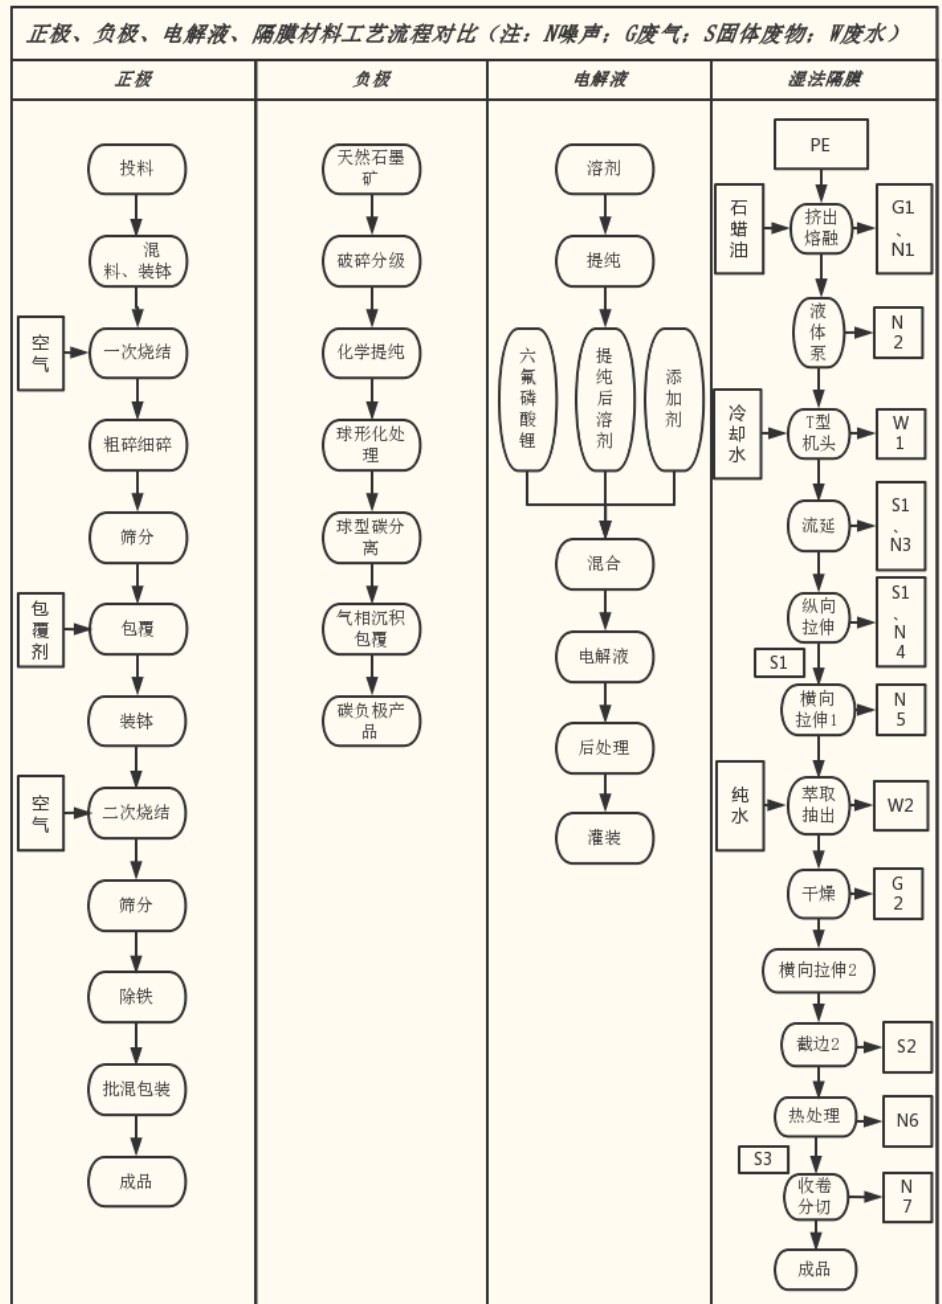 正极、负极、电解液、隔膜材料工艺流程对比（注：N噪声；G废气；S固体废物；W废水）
正极
负极
电解液
湿法隔膜
投料
混
料、装钵
空
气
一次烧结
粗碎细碎
筛分
包
覆
剂
包覆
装钵
空
气
二次烧结
筛分
除铁
批混包装
成品
天然石墨
矿
破碎分级
化学提纯
球形化处
理
球型碳分
离
气相沉积
包覆
碳负极产
品
溶剂
提纯
六
氟
磷
酸
锂
提
纯
后
溶
剂
添
加
剂
混合
电解液
后处理
灌装
PE
石
蜡
油
挤出
熔融
G1
、
N1
液
体
泵
N
2
冷
却
水
T型
机头
W
1
流延
S1
、
N3
纵向
拉伸
S1
、
N
4
S1
横向
拉伸1
N
5
纯
水
萃取
抽出
W2
干燥
G
2
横向拉伸2
截边2
S2
热处理
N6
S3
收卷
分切
N
7
成品